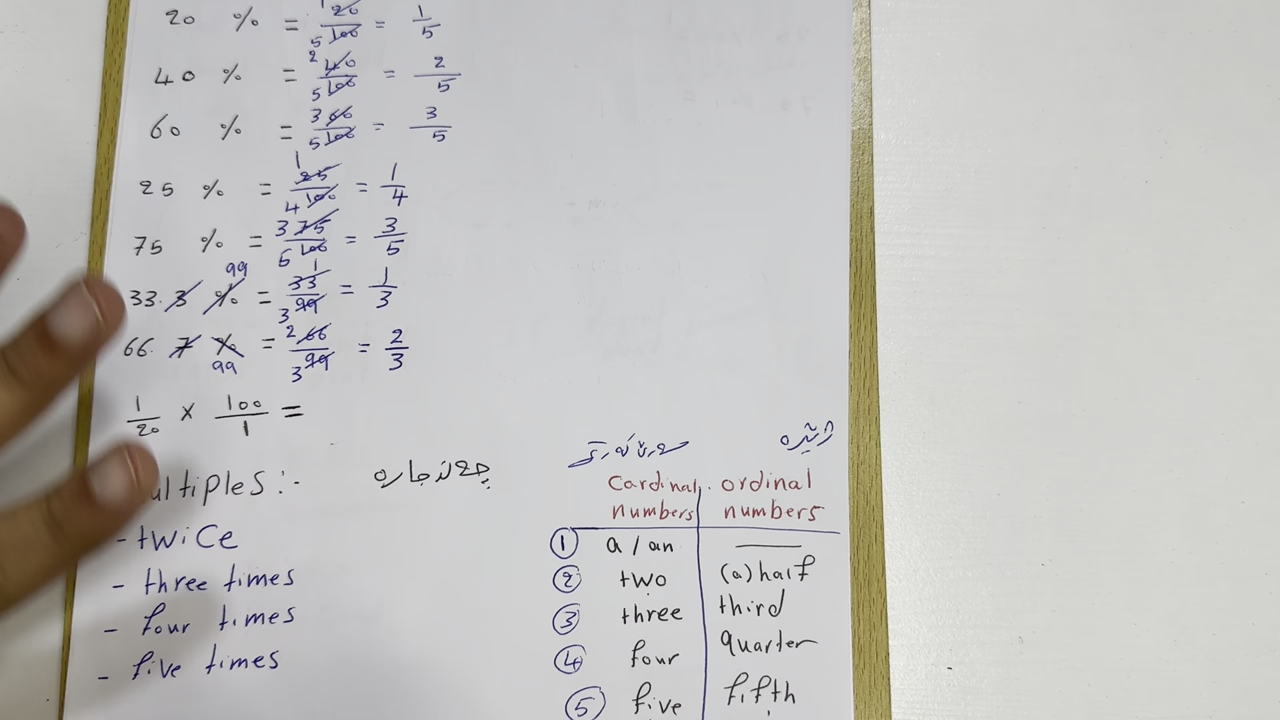 20 % = 20/100 = 1/5
40 % = 2 40 / 5 100 = 2/5
60 % = 3 60 / 5 100 = 3/5
25 % = 1 25 / 4 100 = 1/4
75 % = 3 75 / 5 100 = 3/5
33.3 % 99 = 33 1 / 3 99 = 1/3
66.7 % 99 = 2 66 / 3 99 = 2/3
1/20 × 100/1 =
ultiples :-
چەند جارە
- twice
- three times
- four times
- five times
ژێرە
Cardinal numbers
ordinal numbers
1 a / an
2 two (a) half
3 three third
4 four quarter
5 five fifth